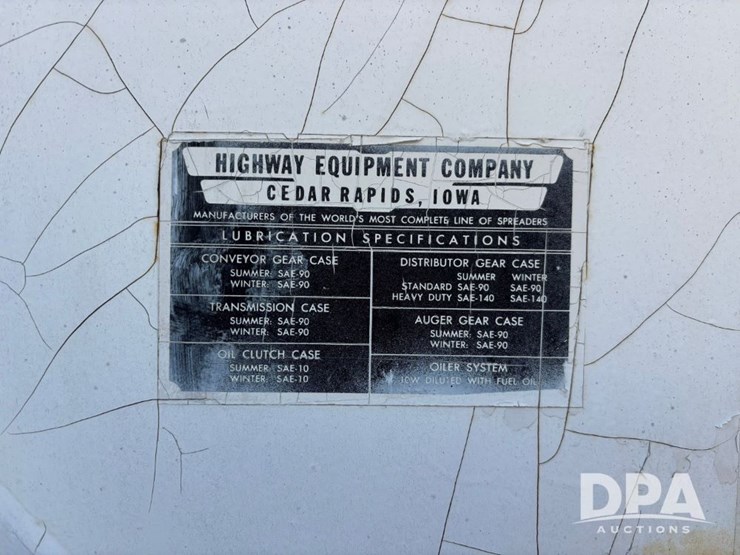 HIGHWAY EQUIPMENT COMPANY
CEDAR RAPIDS, IOWA
MANUFACTURERS OF THE WORLD'S MOST COMPLETE LINE OF SPREADERS
LUBRICATION SPECIFICATIONS
CONVEYOR GEAR CASE
SUMMER: SAE-90
WINTER: SAE-90
TRANSMISSION CASE
SUMMER: SAE-90
WINTER: SAE-90
OIL CLUTCH CASE
SUMMER: SAE-10
WINTER: SAE-10
DISTRIBUTOR GEAR CASE
SUMMER WINTER
STANDARD SAE-90 SAE-90
HEAVY DUTY SAE-140 SAE-140
AUGER GEAR CASE
SUMMER: SAE-90
WINTER: SAE-90
OILER SYSTEM
10W DILUTED WITH FUEL OIL
DPA
AUCTIONS